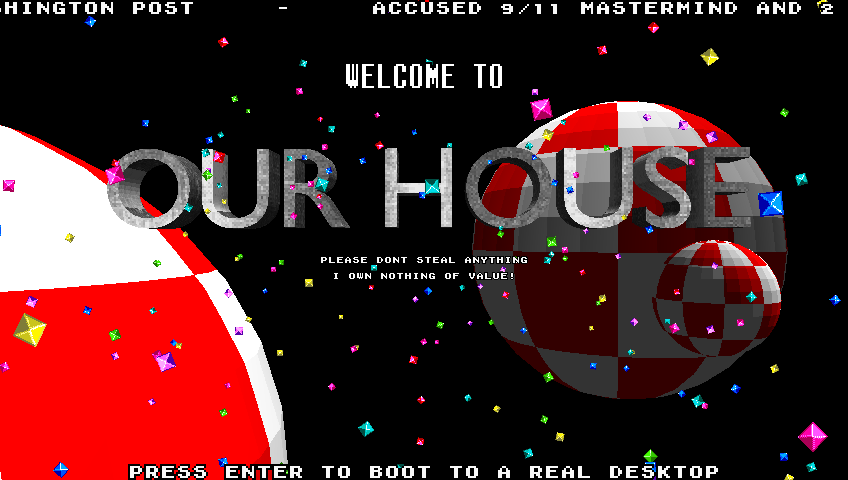 SHINGTON POST - ACCUSED 9/11 MASTERMIND AND 2
WELCOME TO
OUR HOUSE
PLEASE DONT STEAL ANYTHING
I OWN NOTHING OF VALUE!
PRESS ENTER TO BOOT TO A REAL DESKTOP